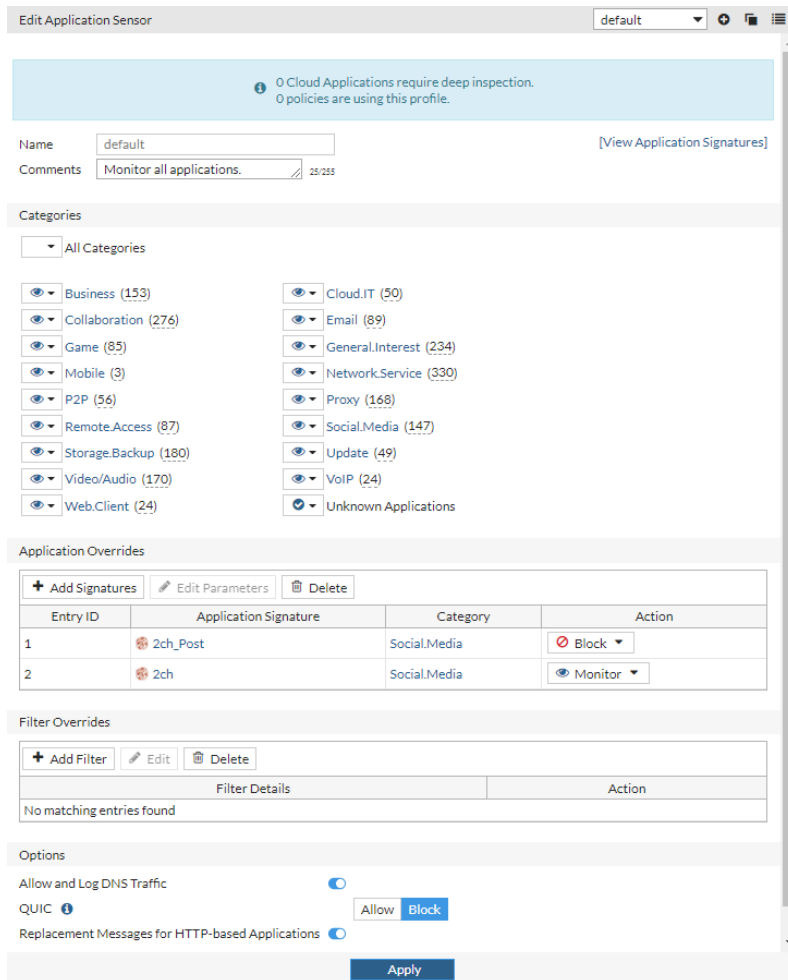 Edit Application Sensor default
0 Cloud Applications require deep inspection.
0 policies are using this profile.
Name default [View Application Signatures]
Comments Monitor all applications. 25/255
Categories
All Categories
Business (153) Cloud.IT (50)
Collaboration (276) Email (89)
Game (85) General.Interest (234)
Mobile (3) Network.Service (330)
P2P (56) Proxy (168)
Remote.Access (87) Social.Media (147)
Storage.Backup (180) Update (49)
Video/Audio (170) VoIP (24)
Web.Client (24) Unknown Applications
Application Overrides
Add Signatures Edit Parameters Delete
Entry ID Application Signature Category Action
1 2ch_Post Social.Media Block
2 2ch Social.Media Monitor
Filter Overrides
Add Filter Edit Delete
Filter Details Action
No matching entries found
Options
Allow and Log DNS Traffic
QUIC Allow Block
Replacement Messages for HTTP-based Applications
Apply